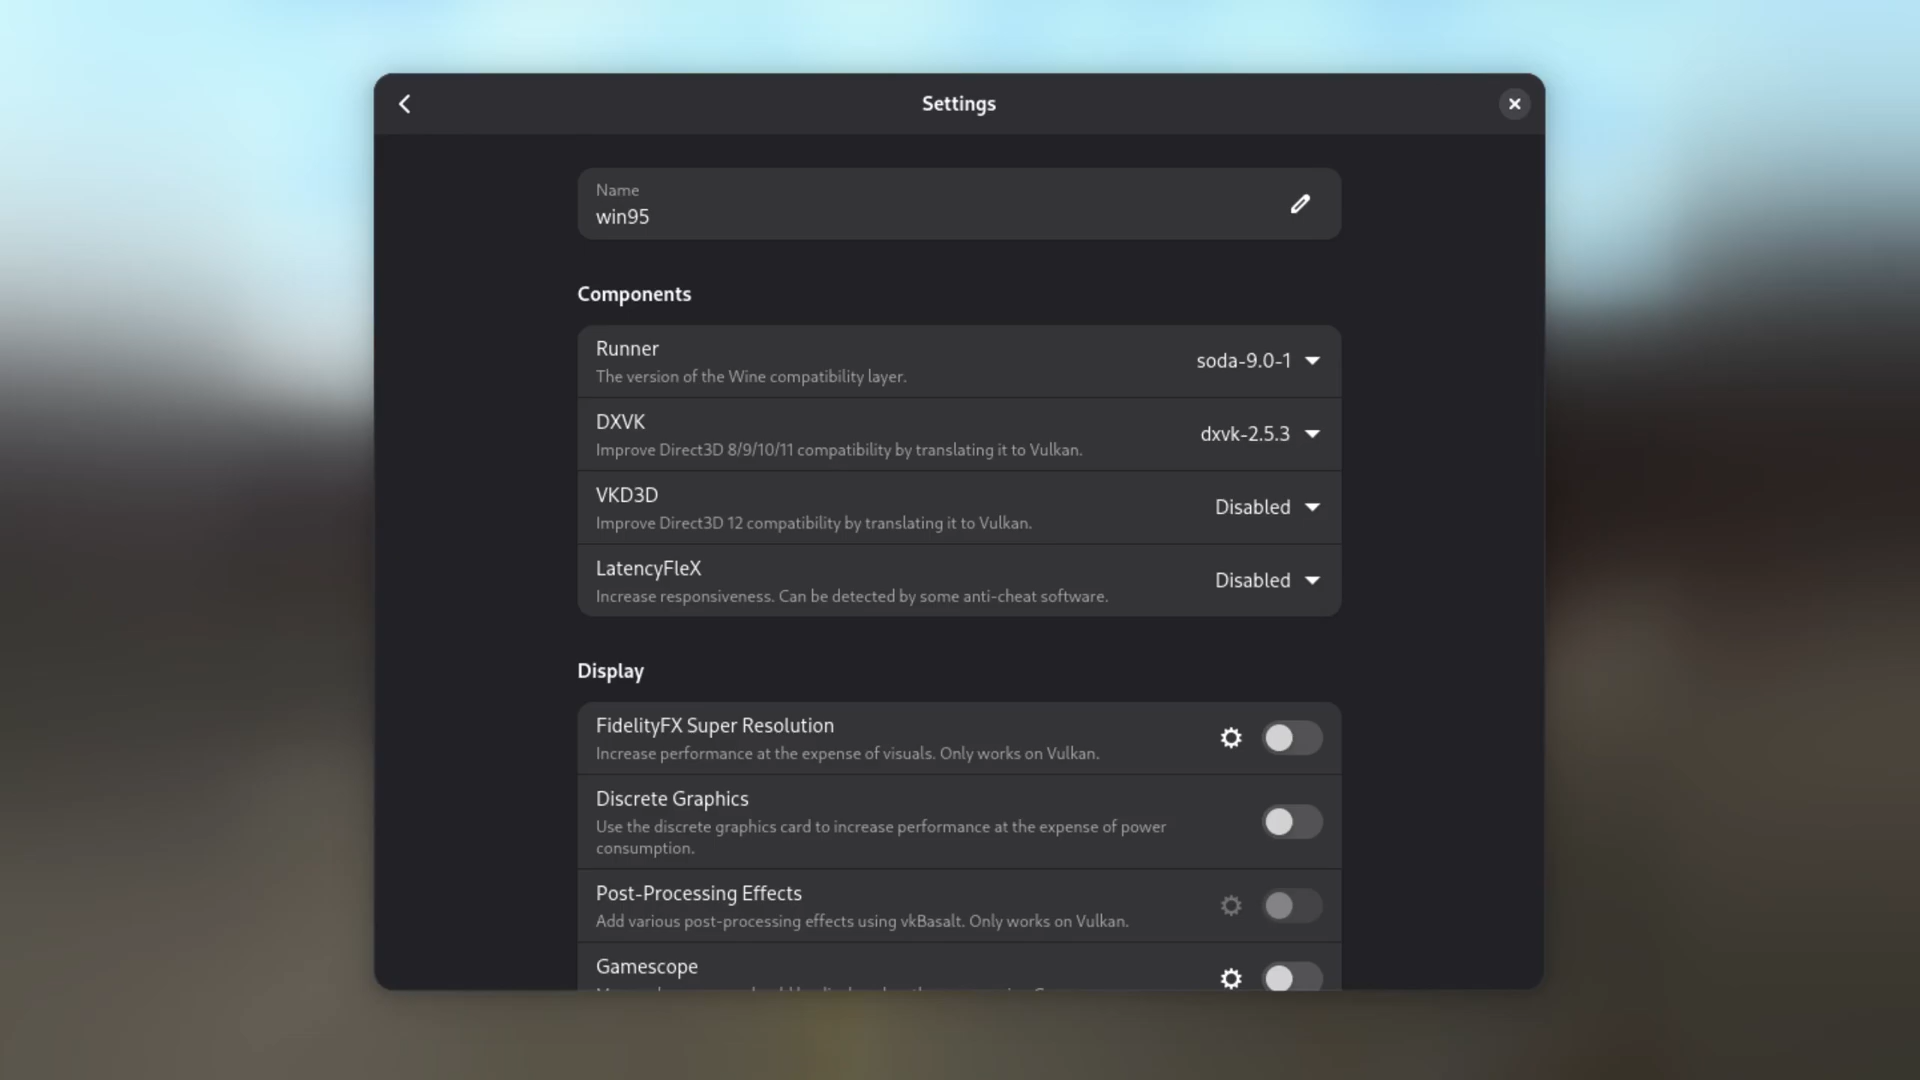 Settings
Name
win95
Components
Runner
The version of the Wine compatibility layer.
soda-9.0-1
DXVK
Improve Direct3D 8/9/10/11 compatibility by translating it to Vulkan.
dxvk-2.5.3
VKD3D
Improve Direct3D 12 compatibility by translating it to Vulkan.
Disabled
LatencyFleX
Increase responsiveness. Can be detected by some anti-cheat software.
Disabled
Display
FidelityFX Super Resolution
Increase performance at the expense of visuals. Only works on Vulkan.
Discrete Graphics
Use the discrete graphics card to increase performance at the expense of power
consumption.
Post-Processing Effects
Add various post-processing effects using vkBasalt. Only works on Vulkan.
Gamescope